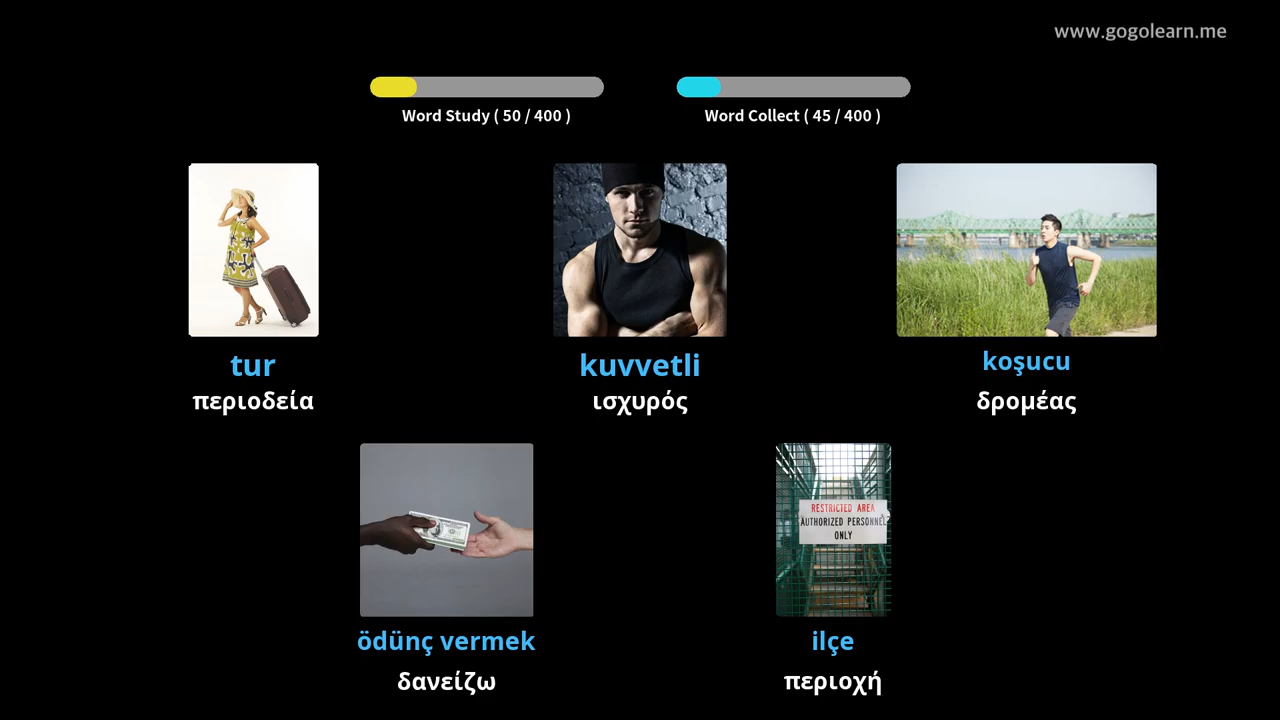 www.gogolearn.me
Word Study ( 50 / 400 )
Word Collect ( 45 / 400 )
tur
περιοδεία
kuvvetli
ισχυρός
koşucu
δρομέας
RESTRICTED AREA
AUTHORIZED PERSONNEL
ONLY
ödünç vermek
δανείζω
ilçe
περιοχή